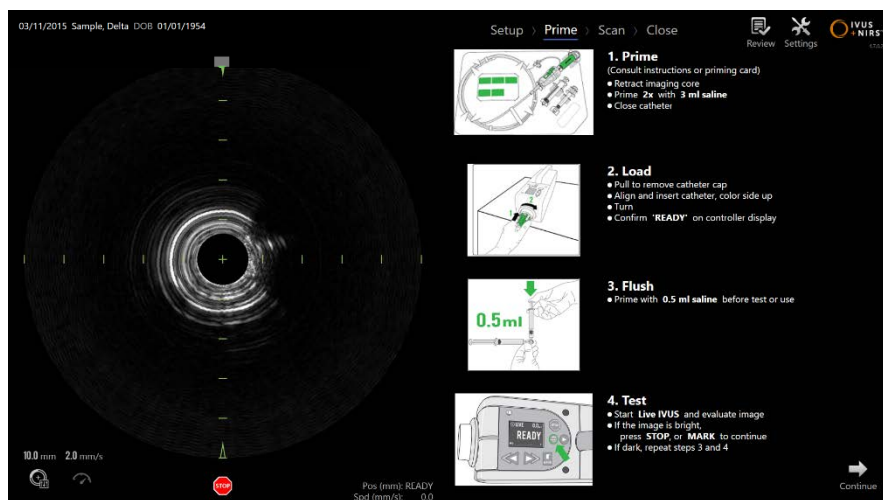 03/11/2015 Sample, Delta DOB 01/01/1954
Setup > Prime > Scan > Close
Review
Settings
IVUS
+NIRS
1. Prime
(Consult instructions or priming card)
• Retract imaging core
• Prime 2x with 3 ml saline
• Close catheter
2. Load
• Pull to remove catheter cap
• Align and insert catheter, color side up
• Turn
• Confirm 'READY' on controller display
1
2
3. Flush
• Prime with 0.5 ml saline before test or use
0.5ml
4. Test
• Start Live IVUS and evaluate image
• If the image is bright,
press STOP, or MARK to continue
• If dark, repeat steps 3 and 4
READY
10.0 mm 2.0 mm/s
STOP
Pos (mm): READY
Spd (mm/s): 0.0
Continue